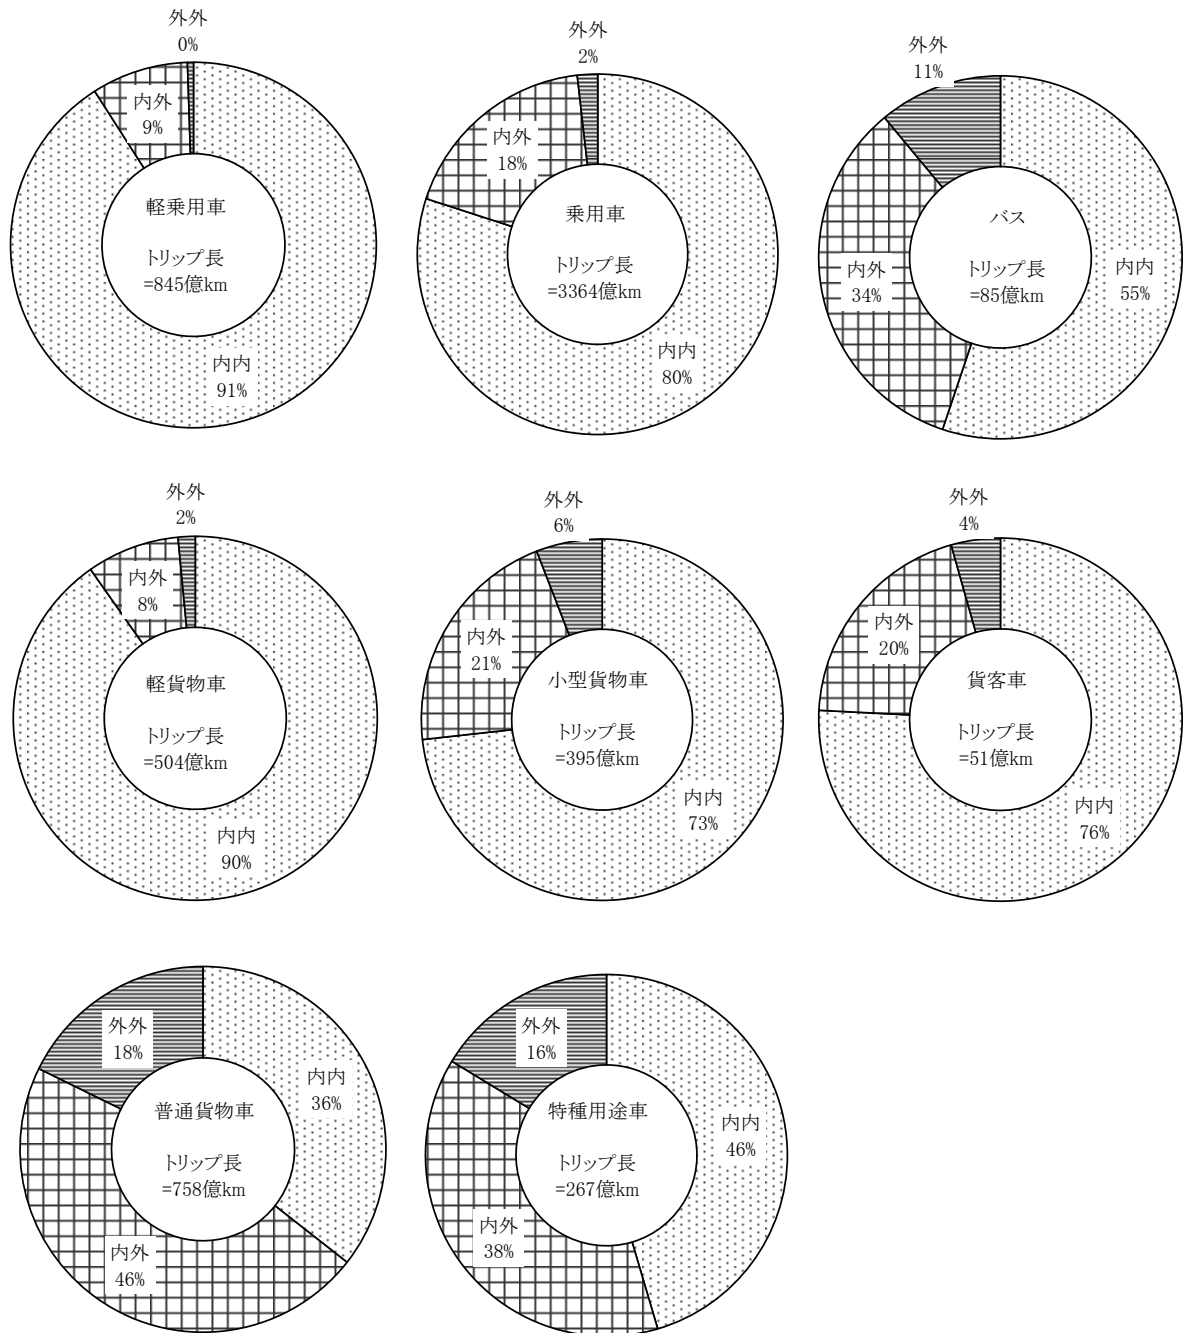 外外
0%
内外
9%
軽乗用車
トリップ長
=845億km
内内
91%
外外
2%
内外
18%
乗用車
トリップ長
=3364億km
内内
80%
外外
11%
内外
34%
バス
トリップ長
=85億km
内内
55%
外外
2%
内外
8%
軽貨物車
トリップ長
=504億km
内内
90%
外外
6%
内外
21%
小型貨物車
トリップ長
=395億km
内内
73%
外外
4%
内外
20%
貨客車
トリップ長
=51億km
内内
76%
外外
18%
内内
36%
普通貨物車
トリップ長
=758億km
内外
46%
外外
16%
内内
46%
特種用途車
トリップ長
=267億km
内外
38%